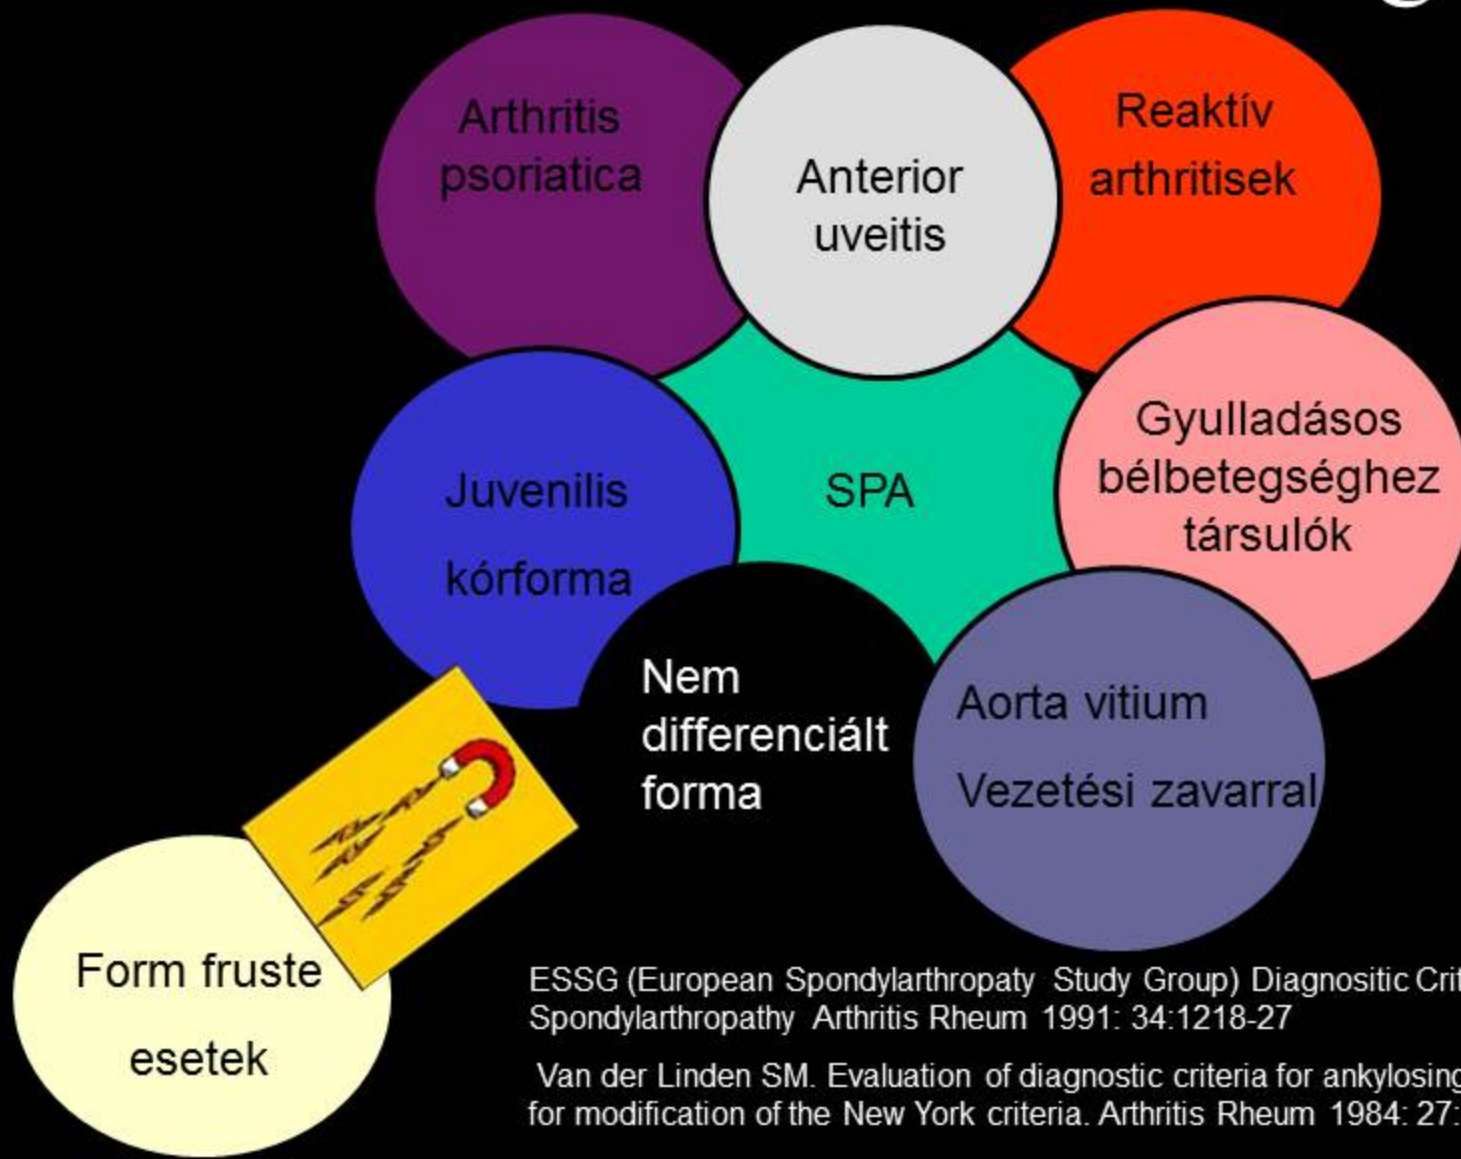 Arthritis
psoriatica
Anterior
uveitis
Reaktív
arthritisek
Juvenilis
kórforma
SPA
Gyulladásos
bélbetegséghez
társulók
Nem
differenciált
forma
Aorta vitium
Vezetési zavarral
Form fruste
esetek
ESSG (European Spondylarthropaty Study Group) Diagnositic
Spondylarthropathy Arthritis Rheum 1991: 34:1218-27
Van der Linden SM. Evaluation of diagnostic criteria for ankylosing
for modification of the New York criteria. Arthritis Rheum 1984: 27: